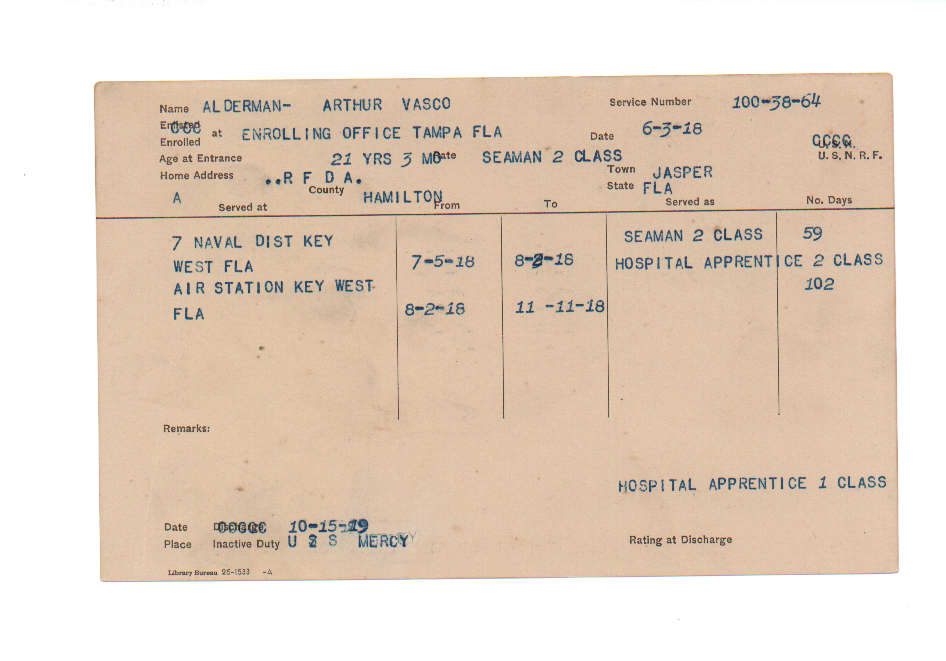 Name ALDERMAN- ARTHUR VASCO Service Number 100-38-64
Enrolled at ENROLLING OFFICE TAMPA FLA Date 6-3-18
U. S. N. R. F.
Age at Entrance 21 YRS 3 MO SEAMAN 2 CLASS
Home Address ..R F D A. Town JASPER
A County HAMILTON State FLA
Served at From To Served as No. Days
7 NAVAL DIST KEY SEAMAN 2 CLASS 59
WEST FLA 7-5-18 8-2-18 HOSPITAL APPRENTICE 2 CLASS
AIR STATION KEY WEST 102
FLA 8-2-18 11 -11-18
Remarks:
HOSPITAL APPRENTICE 1 CLASS
Date 10-15-19
Place Inactive Duty U S S MERCY Rating at Discharge
Library Bureau 25-1533 -A